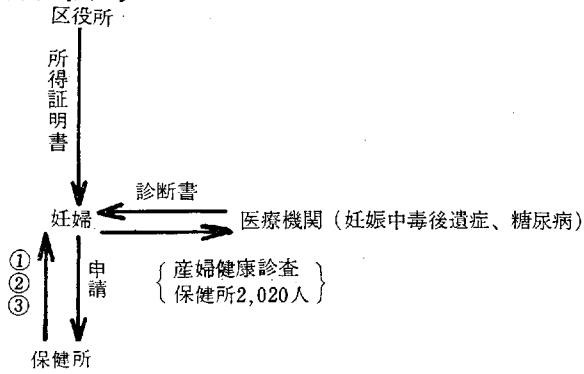 区役所
所得証明書
診断書
妊婦
医療機関（妊娠中毒後遺症、糖尿病）
①
②
③
申請
産婦健康診査
保健所2,020人
保健所